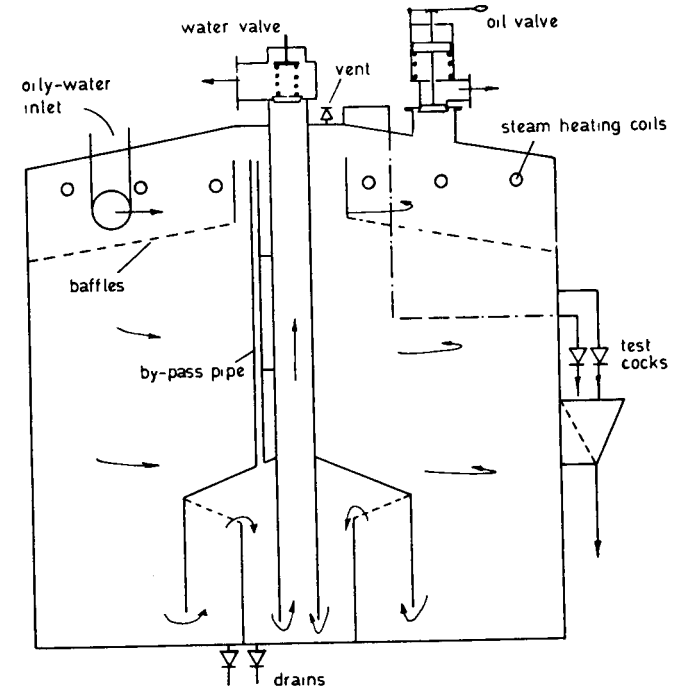 water valve
oil valve
vent
oily-water
inlet
steam heating coils
baffles
by-pass pipe
test
cocks
drains